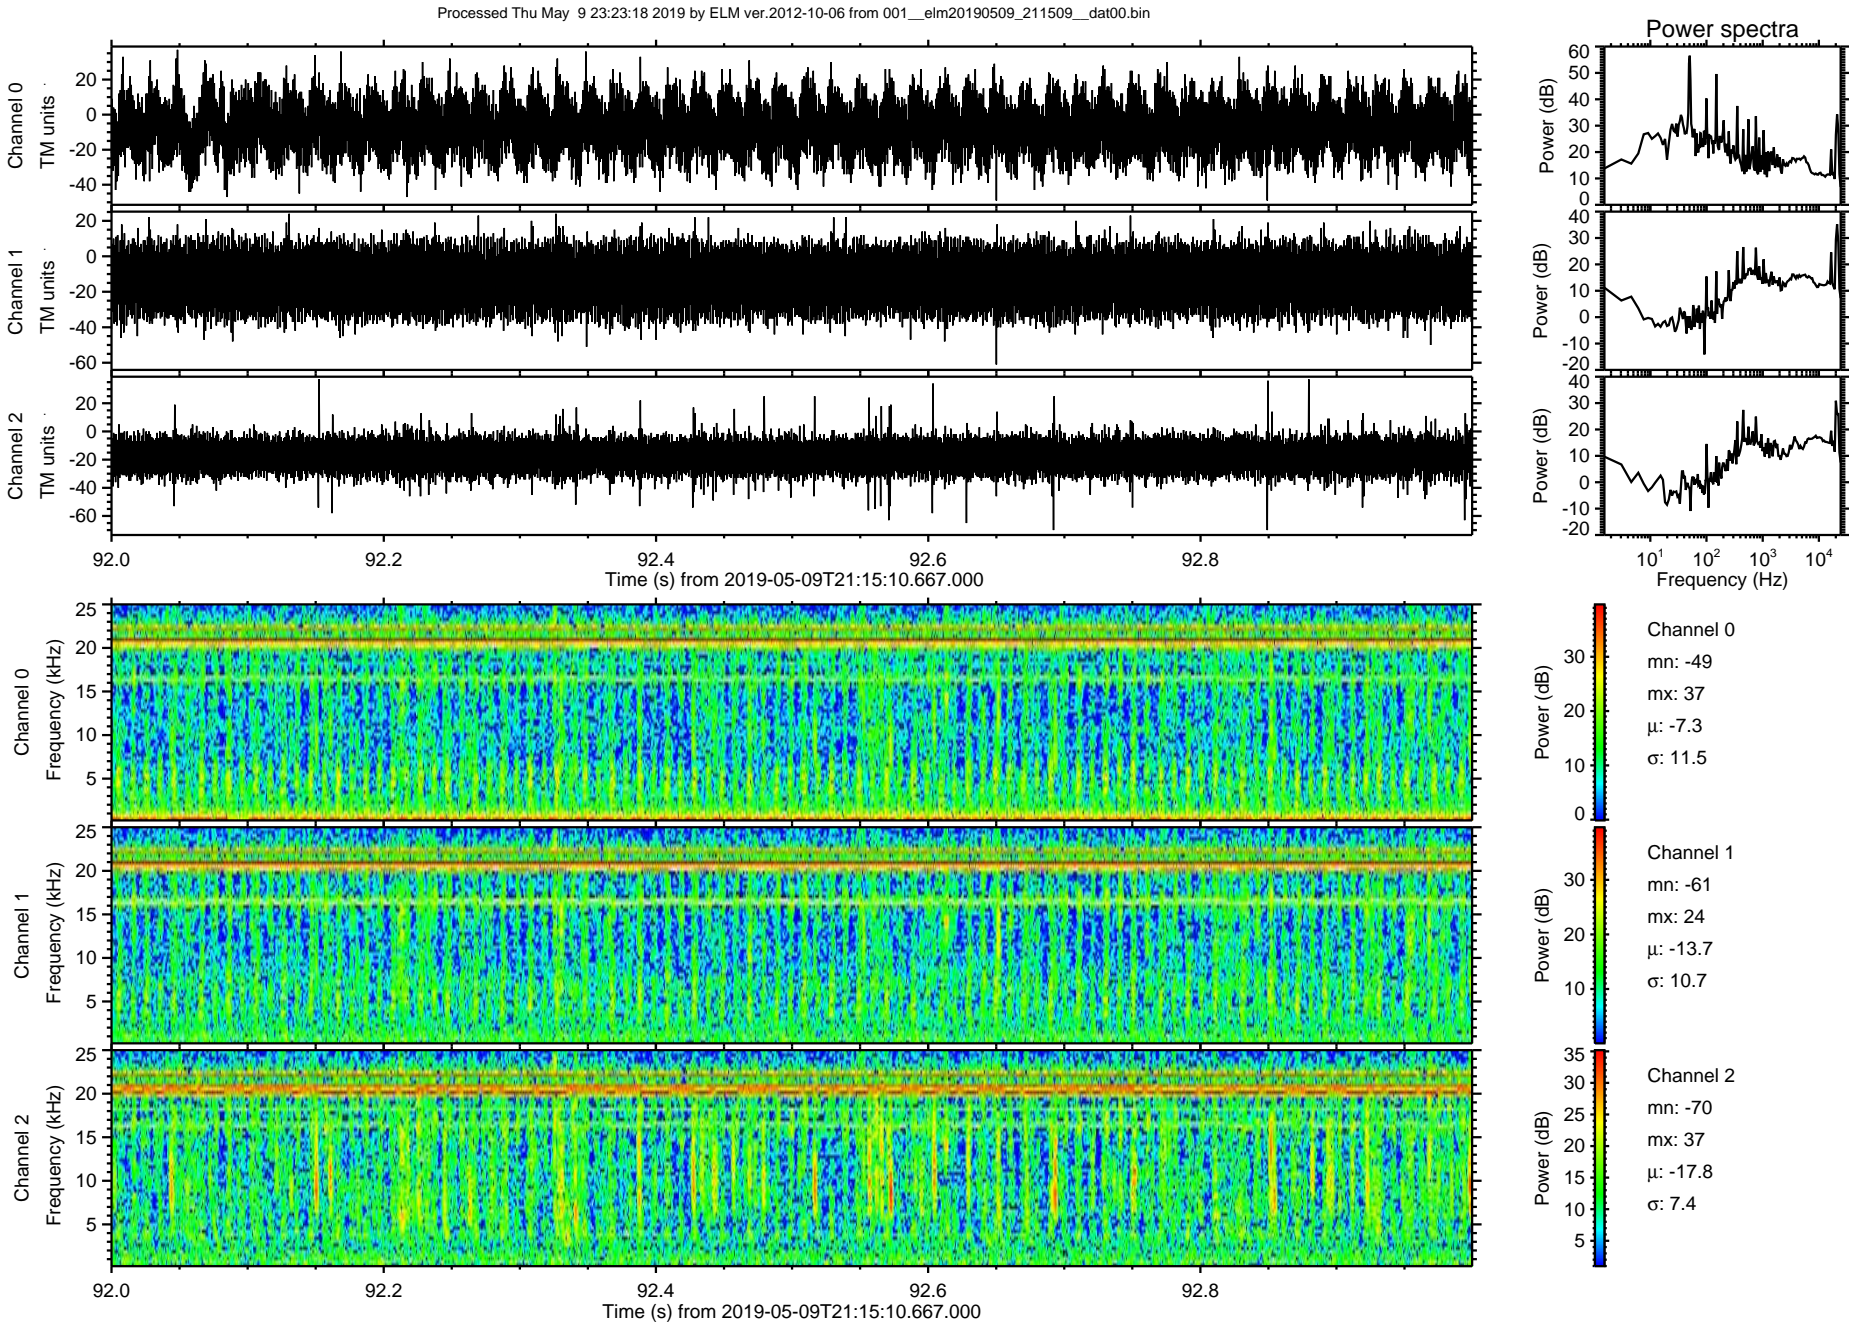 Processed Thu May  9 23:23:18 2019 by ELM ver.2012-10-06 from 001__elm20190509_211509__dat00.bin
Power spectra
Channel 0
TM units
20
0
-20
-40
Power (dB)
60
50
40
30
20
10
0
Channel 1
TM units
20
0
-20
-40
-60
Power (dB)
40
30
20
10
0
-10
-20
Channel 2
TM units
20
0
-20
-40
-60
Power (dB)
40
30
20
10
0
-10
-20
92.0 92.2 92.4 92.6 92.8
Time (s) from 2019-05-09T21:15:10.667.000
10^1 10^2 10^3 10^4
Frequency (Hz)
Channel 0
Frequency (kHz)
25
20
15
10
5
Power (dB)
30
20
10
0
Channel 0
mn: -49
mx: 37
μ: -7.3
σ: 11.5
Channel 1
Frequency (kHz)
25
20
15
10
5
Power (dB)
30
20
10
Channel 1
mn: -61
mx: 24
μ: -13.7
σ: 10.7
Channel 2
Frequency (kHz)
25
20
15
10
5
Power (dB)
35
30
25
20
15
10
5
Channel 2
mn: -70
mx: 37
μ: -17.8
σ: 7.4
92.0 92.2 92.4 92.6 92.8
Time (s) from 2019-05-09T21:15:10.667.000